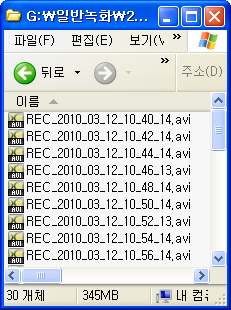 G:₩일반녹화₩2...
파일(F) 편집(E) 보기(V »
뒤로 » 주소(D)
이름
REC_2010_03_12_10_40_14.avi
REC_2010_03_12_10_42_14.avi
REC_2010_03_12_10_44_14.avi
REC_2010_03_12_10_46_13.avi
REC_2010_03_12_10_48_14.avi
REC_2010_03_12_10_50_14.avi
REC_2010_03_12_10_52_13.avi
REC_2010_03_12_10_54_14.avi
REC_2010_03_12_10_56_14.avi
30 개체 345MB 내 컴퓨